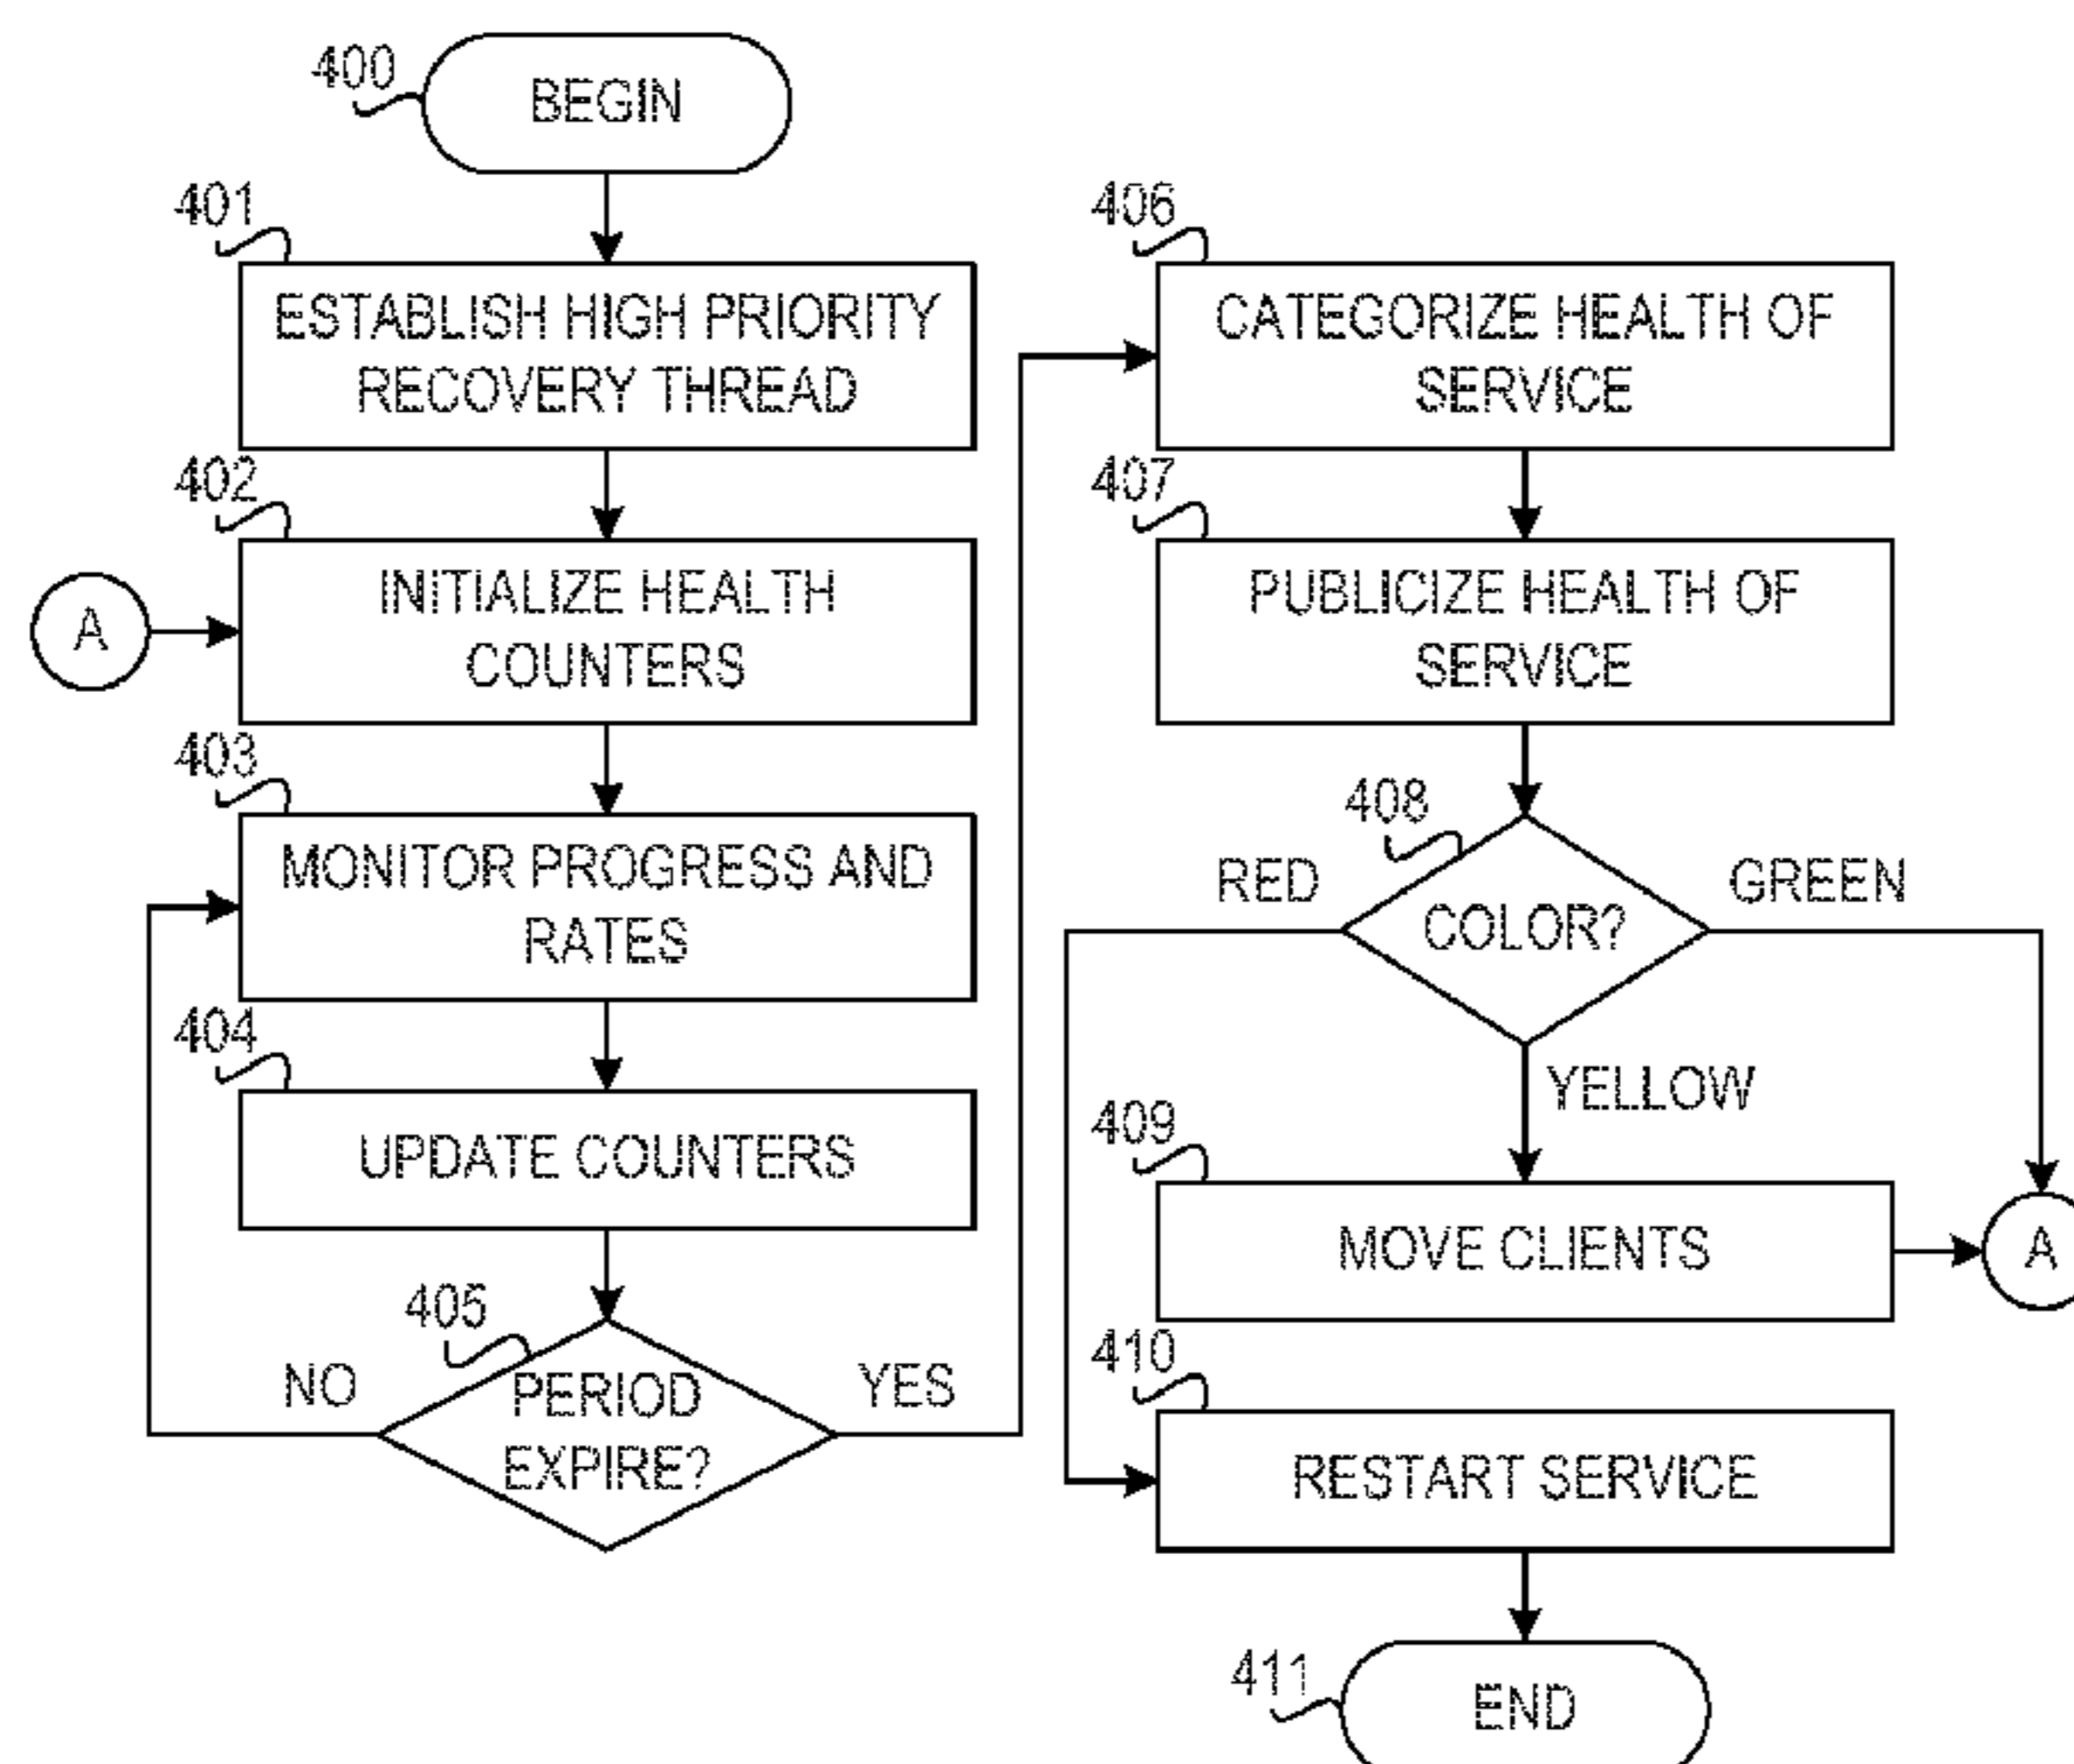 400
BEGIN
401
ESTABLISH HIGH PRIORITY
RECOVERY THREAD
402
A
INITIALIZE HEALTH
COUNTERS
403
MONITOR PROGRESS AND
RATES
404
UPDATE COUNTERS
405
NO
PERIOD
EXPIRE?
YES
406
CATEGORIZE HEALTH OF
SERVICE
407
PUBLICIZE HEALTH OF
SERVICE
408
RED
COLOR?
GREEN
YELLOW
409
MOVE CLIENTS
A
410
RESTART SERVICE
411
END